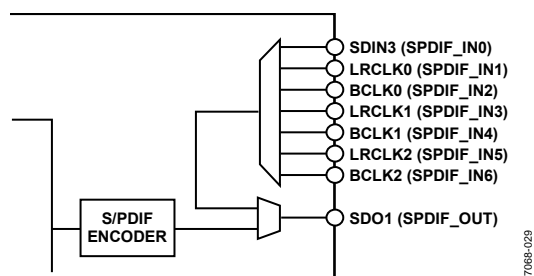 SDIN3 (SPDIF_IN0)
LRCLK0 (SPDIF_IN1)
BCLK0 (SPDIF_IN2)
LRCLK1 (SPDIF_IN3)
BCLK1 (SPDIF_IN4)
LRCLK2 (SPDIF_IN5)
BCLK2 (SPDIF_IN6)
S/PDIF
ENCODER
SDO1 (SPDIF_OUT)
7068-029